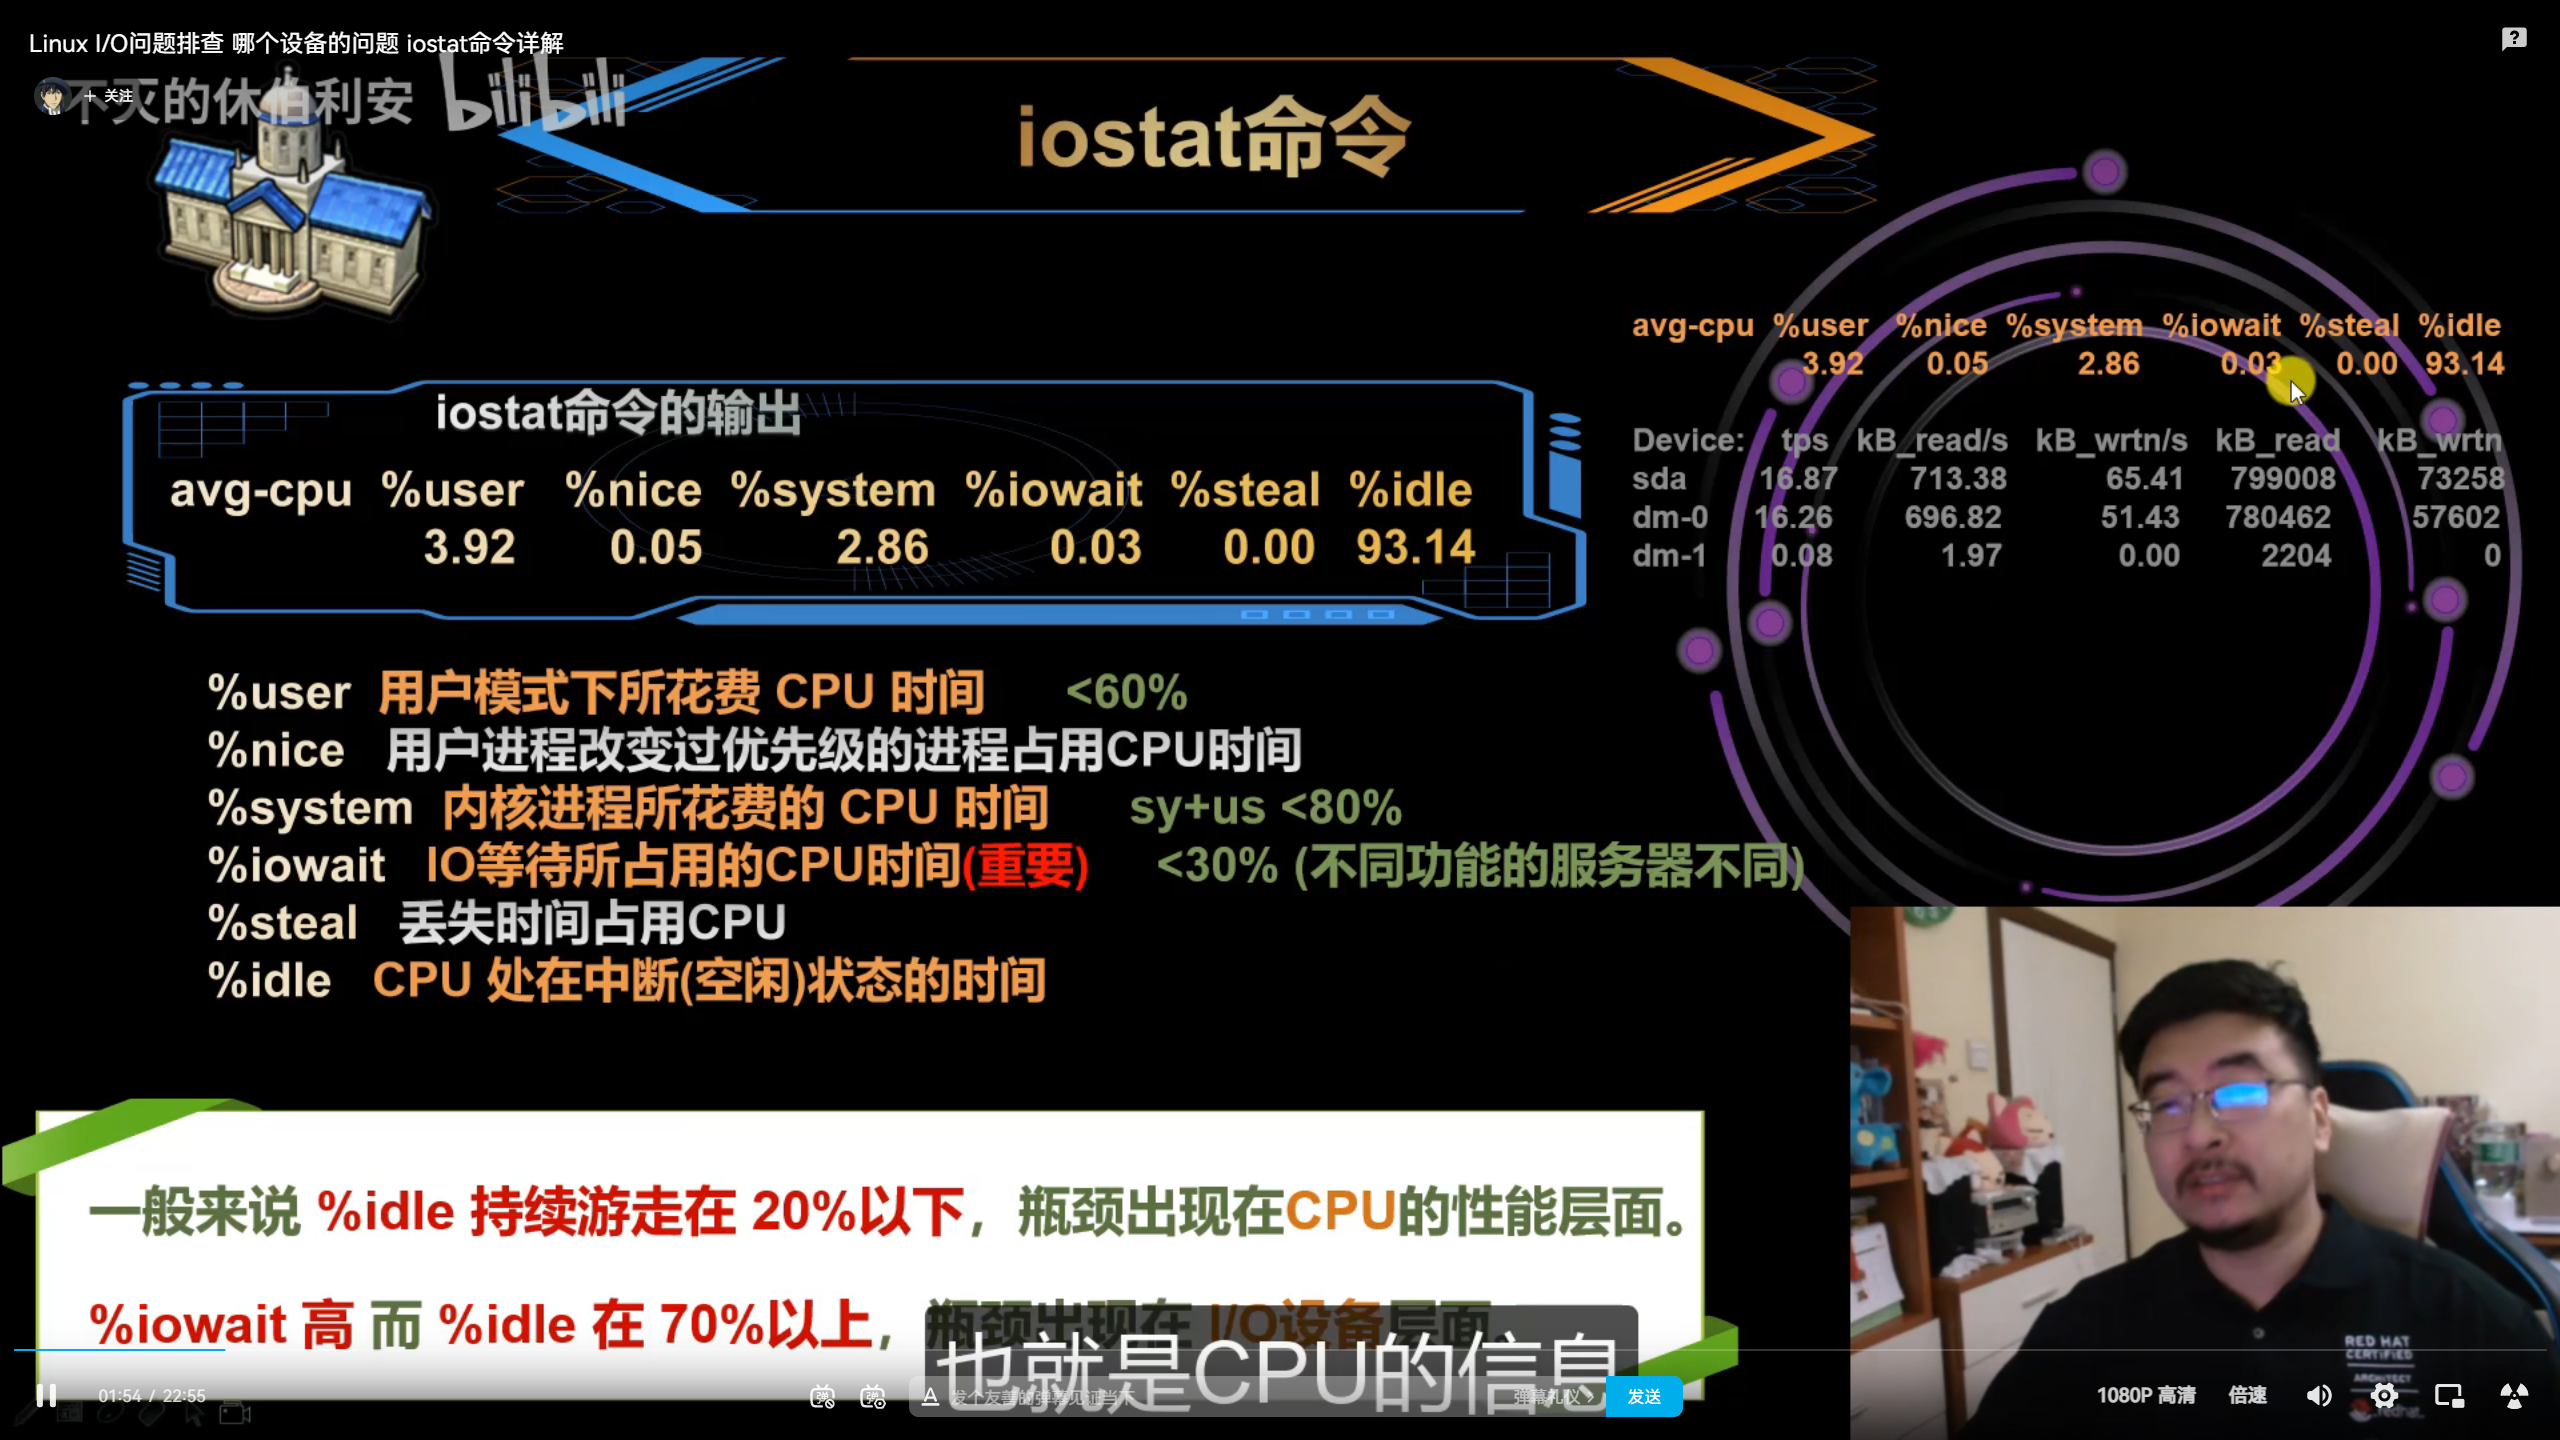 Linux I/O问题排查 哪个设备的问题 iostat命令详解
+ 关注
不灭的休伯利安 bilibili
iostat命令
avg-cpu %user %nice %system %iowait %steal %idle
3.92 0.05 2.86 0.03 0.00 93.14
Device: tps kB_read/s kB_wrtn/s kB_read kB_wrtn
sda 16.87 713.38 65.41 799008 73258
dm-0 16.26 696.82 51.43 780462 57602
dm-1 0.08 1.97 0.00 2204 0
iostat命令的输出
avg-cpu %user %nice %system %iowait %steal %idle
3.92 0.05 2.86 0.03 0.00 93.14
%user 用户模式下所花费 CPU 时间 <60%
%nice 用户进程改变过优先级的进程占用CPU时间
%system 内核进程所花费的 CPU 时间 sy+us <80%
%iowait IO等待所占用的CPU时间(重要) <30% (不同功能的服务器不同)
%steal 丢失时间占用CPU
%idle CPU 处在中断(空闲)状态的时间
一般来说 %idle 持续游走在 20%以下，瓶颈出现在CPU的性能层面。
%iowait 高 而 %idle 在 70%以上，瓶颈出现在 I/O设备层面。
也就是CPU的信息
01:54 / 22:55
发个友善的弹幕见证当下
弹幕礼仪 >
发送
1080P 高清
倍速
RED HAT
CERTIFIED
ARCHITECT
redhat.